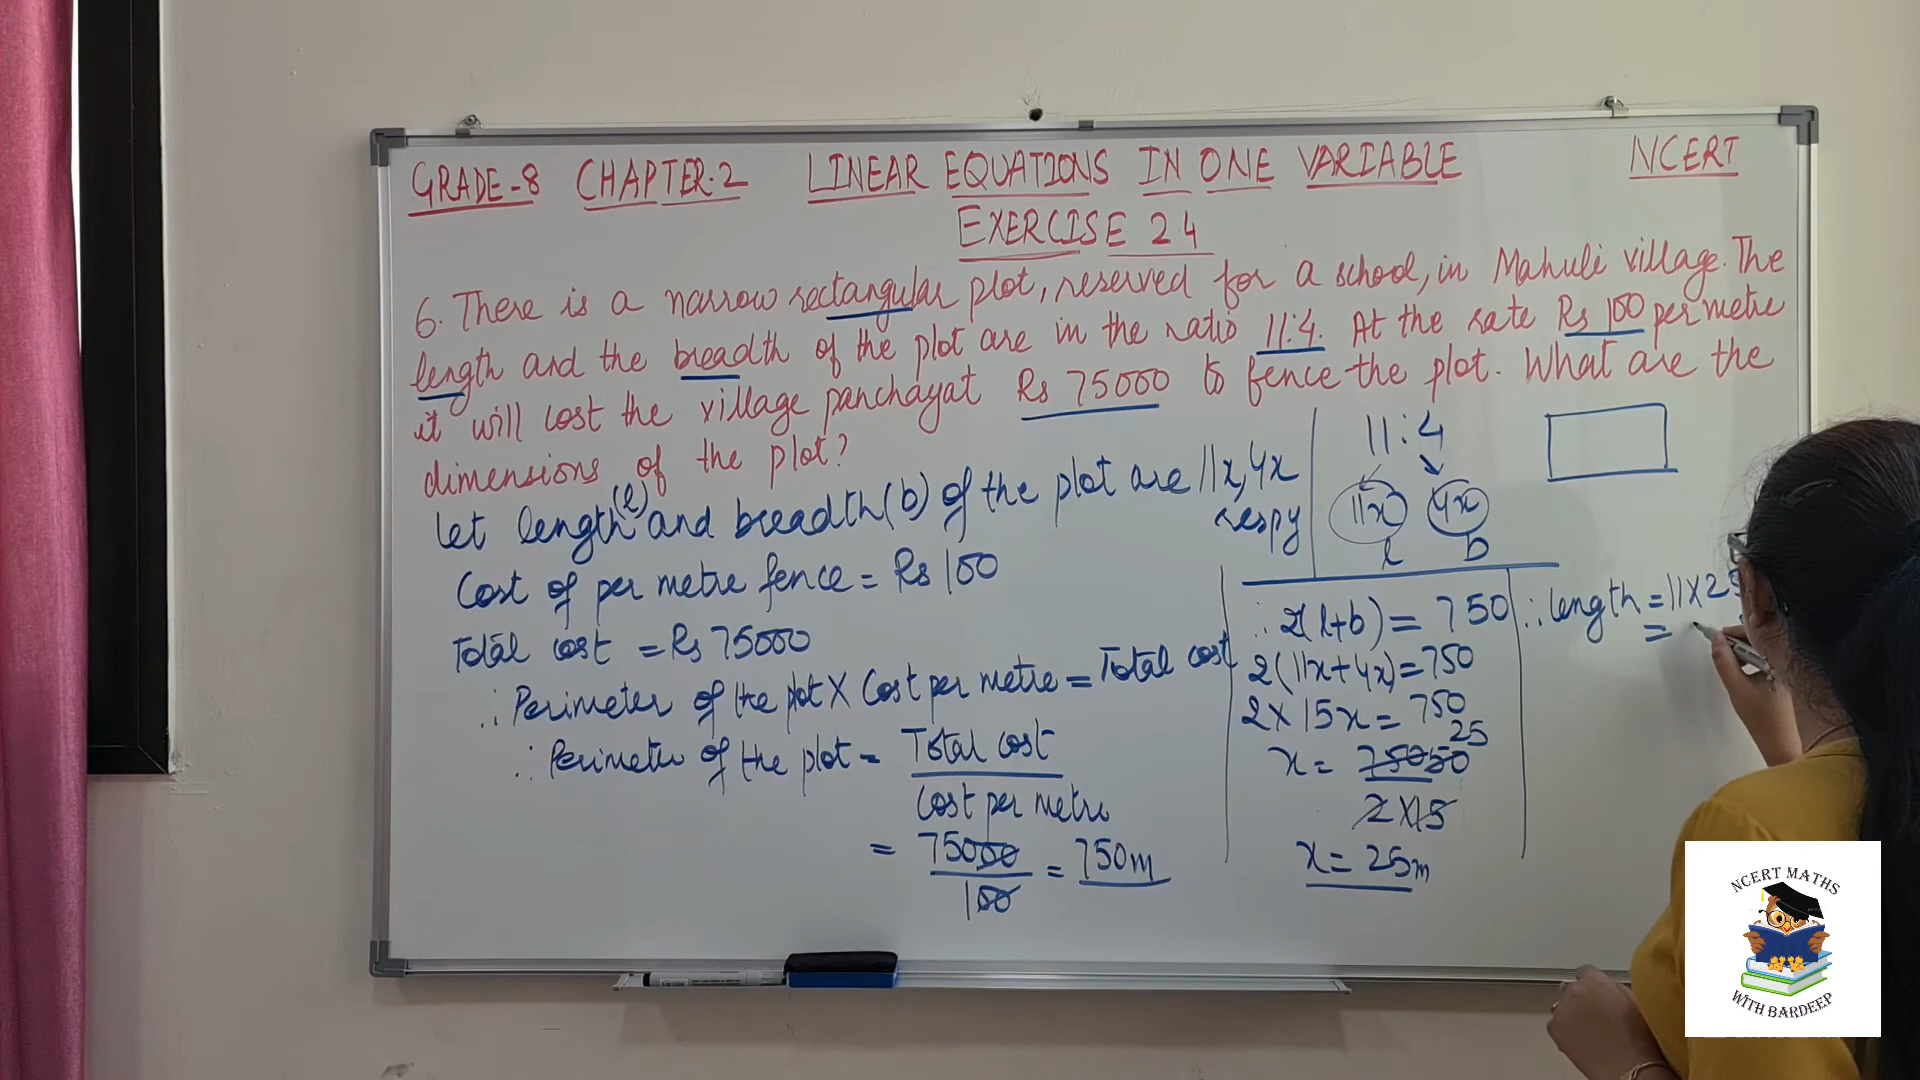 GRADE-8 CHAPTER.2 LINEAR EQUATIONS IN ONE VARIABLE NCERT
EXERCISE 2.4
6. There is a narrow rectangular plot, reserved for a school, in Mahuli village. The
length and the breadth of the plot are in the ratio 11:4. At the rate Rs 100 per metre
it will cost the village panchayat Rs 75000 to fence the plot. What are the
dimensions of the plot?
Let length (l) and breadth (b) of the plot are 11x, 4x
respy
Cost of per metre fence = Rs 100
Total cost = Rs 75000
∴ Perimeter of the plot X Cost per metre = Total cost
∴ Perimeter of the plot = Total cost
Cost per metre
= 75000
100
= 750m
11:4
11x 4x
l b
∴ 2(l+b) = 750
2(11x+4x) = 750
2 X 15x = 750
25
x = 750 50
2 X 15
x = 25m
∴ length = 11 X 25
=
NCERT MATHS
WITH BARDEEP